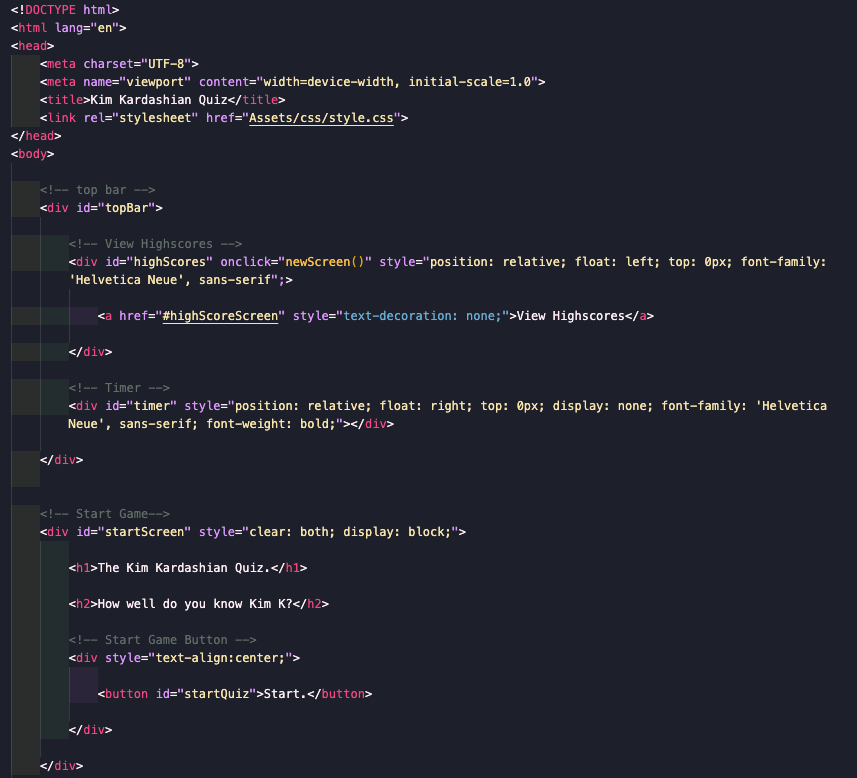 <!DOCTYPE html>
<html lang="en">
<head>
    <meta charset="UTF-8">
    <meta name="viewport" content="width=device-width, initial-scale=1.0">
    <title>Kim Kardashian Quiz</title>
    <link rel="stylesheet" href="Assets/css/style.css">
</head>
<body>
    <!-- top bar -->
    <div id="topBar">
        <!-- View Highscores -->
        <div id="highScores" onclick="newScreen()" style="position: relative; float: left; top: 0px; font-family:
        'Helvetica Neue', sans-serif";>
            <a href="#highScoreScreen" style="text-decoration: none;">View Highscores</a>
        </div>
        <!-- Timer -->
        <div id="timer" style="position: relative; float: right; top: 0px; display: none; font-family: 'Helvetica
        Neue', sans-serif; font-weight: bold;"></div>
    </div>
    <!-- Start Game-->
    <div id="startScreen" style="clear: both; display: block;">
        <h1>The Kim Kardashian Quiz.</h1>
        <h2>How well do you know Kim K?</h2>
        <!-- Start Game Button -->
        <div style="text-align:center;">
            <button id="startQuiz">Start.</button>
        </div>
    </div>